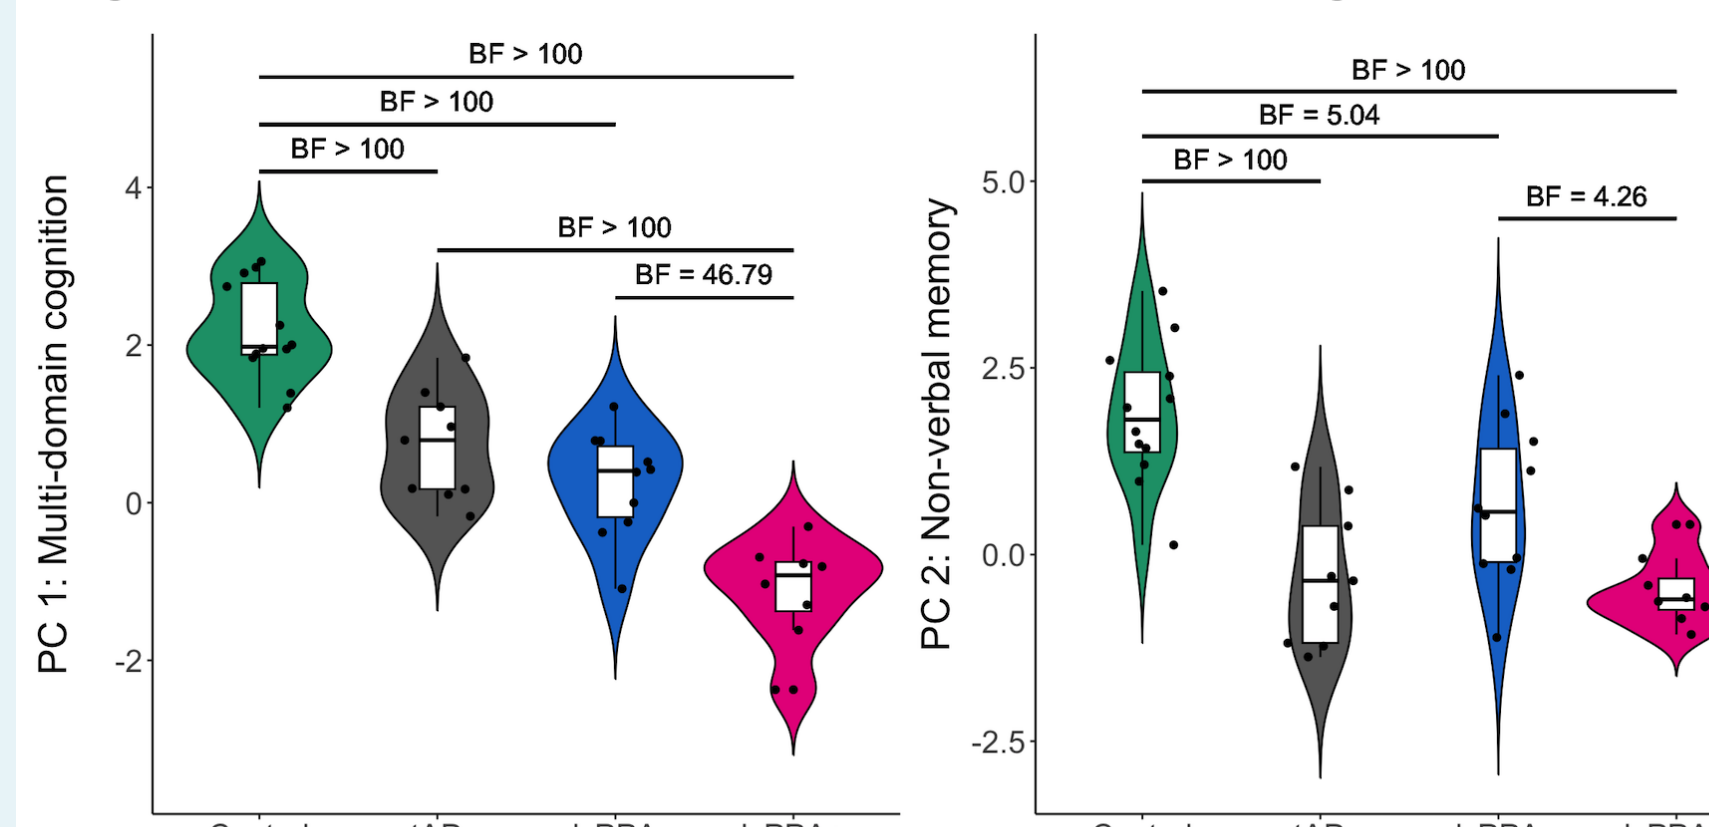 BF > 100
BF > 100
BF > 100
4
BF > 100
BF = 46.79
2
0
-2
PC 1: Multi-domain cognition
BF > 100
BF = 5.04
BF > 100
5.0
BF = 4.26
2.5
0.0
-2.5
PC 2: Non-verbal memory